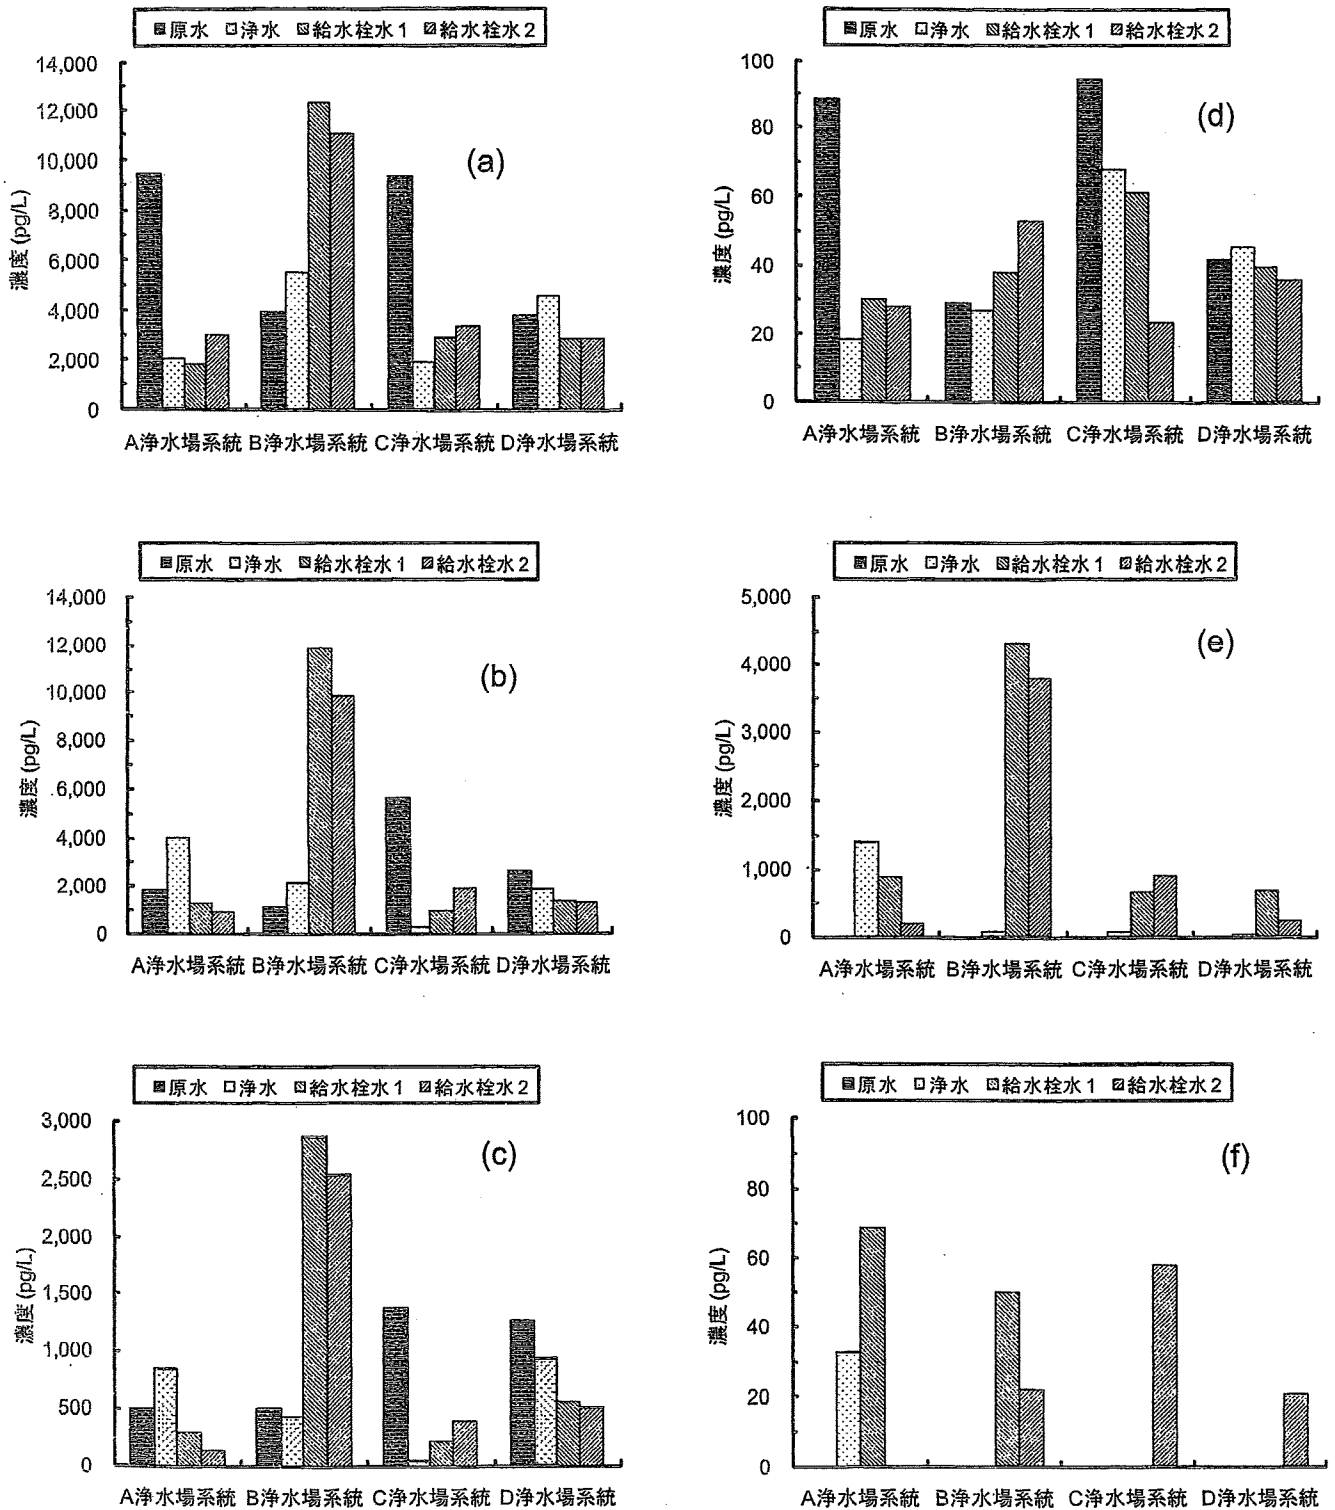 ■原水 □浄水 ▧給水栓水1 ▨給水栓水2
14,000
12,000
10,000
8,000
6,000
4,000
2,000
0
濃度 (pg/L)
(a)
A浄水場系統 B浄水場系統 C浄水場系統 D浄水場系統
■原水 □浄水 ▧給水栓水1 ▨給水栓水2
100
80
60
40
20
0
濃度 (pg/L)
(d)
A浄水場系統 B浄水場系統 C浄水場系統 D浄水場系統
■原水 □浄水 ▧給水栓水1 ▨給水栓水2
14,000
12,000
10,000
8,000
6,000
4,000
2,000
0
濃度 (pg/L)
(b)
A浄水場系統 B浄水場系統 C浄水場系統 D浄水場系統
■原水 □浄水 ▧給水栓水1 ▨給水栓水2
5,000
4,000
3,000
2,000
1,000
0
濃度 (pg/L)
(e)
A浄水場系統 B浄水場系統 C浄水場系統 D浄水場系統
■原水 □浄水 ▧給水栓水1 ▨給水栓水2
3,000
2,500
2,000
1,500
1,000
500
0
濃度 (pg/L)
(c)
A浄水場系統 B浄水場系統 C浄水場系統 D浄水場系統
■原水 □浄水 ▧給水栓水1 ▨給水栓水2
100
80
60
40
20
0
濃度 (pg/L)
(f)
A浄水場系統 B浄水場系統 C浄水場系統 D浄水場系統